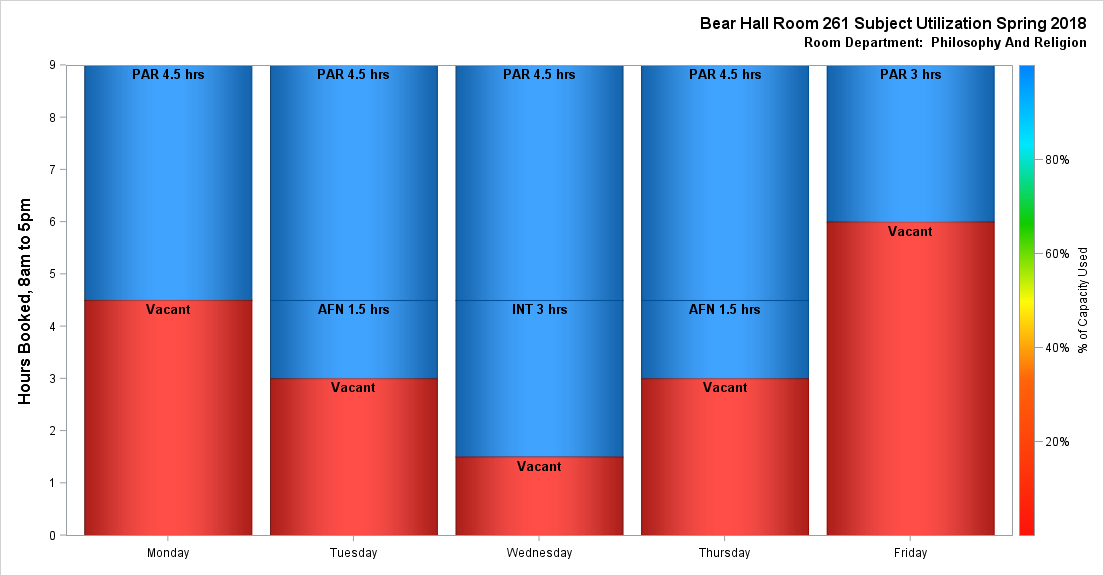 Bear Hall Room 261 Subject Utilization Spring 2018
Room Department:  Philosophy And Religion
Hours Booked, 8am to 5pm
9
8
7
6
5
4
3
2
1
0
PAR 4.5 hrs
Vacant
PAR 4.5 hrs
AFN 1.5 hrs
Vacant
PAR 4.5 hrs
INT 3 hrs
Vacant
PAR 4.5 hrs
AFN 1.5 hrs
Vacant
PAR 3 hrs
Vacant
Monday
Tuesday
Wednesday
Thursday
Friday
80%
60%
40%
20%
% of Capacity Used